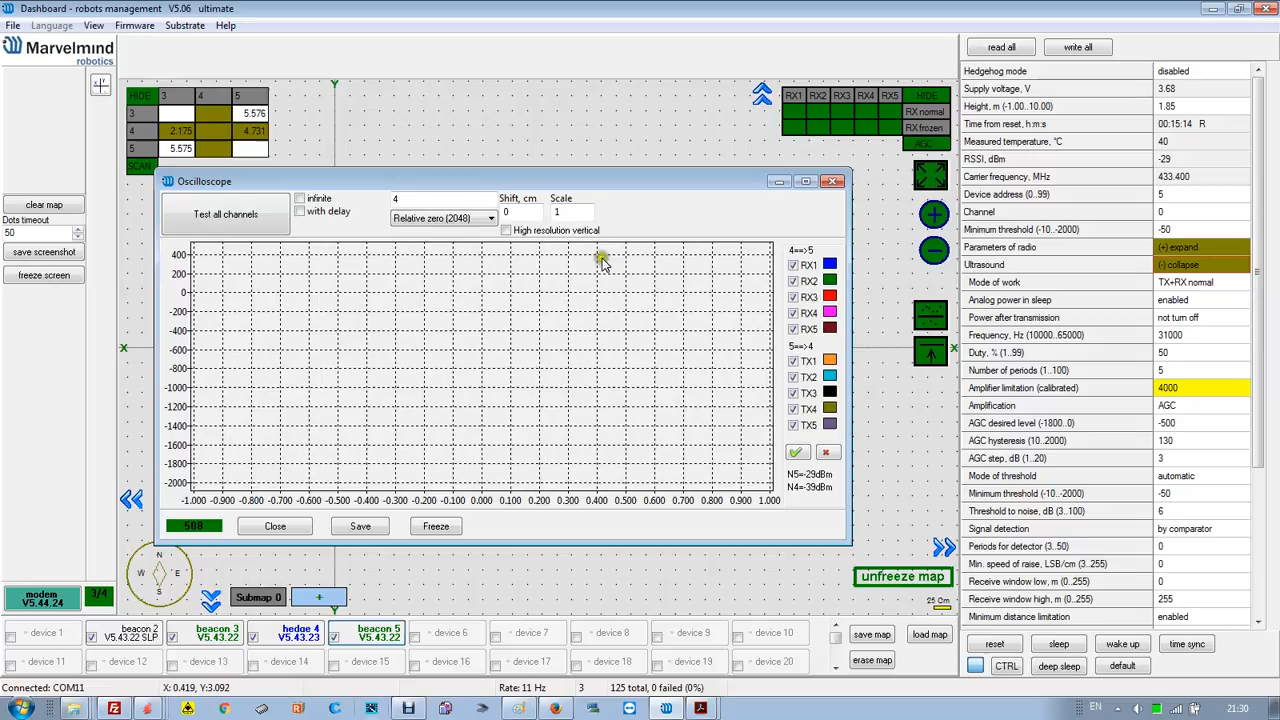 Dashboard - robots management V5.06 ultimate
File Language View Firmware Substrate Help
Marvelmind
robotics
read all write all
HIDE 3 4 5
3 5.576
4 2.175 4.731
5 5.575
SCAN
RX1 RX2 RX3 RX4 RX5 HIDE
RX normal
RX frozen
AGC
clear map
Dots timeout
50
save screenshot
freeze screen
Y
X
X
Y
Oscilloscope
Test all channels
infinite
with delay
4
Relative zero (2048)
Shift, cm
0
Scale
1
High resolution vertical
400
200
0
-200
-400
-600
-800
-1000
-1200
-1400
-1600
-1800
-2000
-1.000 -0.900 -0.800 -0.700 -0.600 -0.500 -0.400 -0.300 -0.200 -0.100 0.000 0.100 0.200 0.300 0.400 0.500 0.600 0.700 0.800 0.900 1.000
4==>5
RX1
RX2
RX3
RX4
RX5
5==>4
TX1
TX2
TX3
TX4
TX5
N5=-29dBm
N4=-39dBm
508 Close Save Freeze
Hedgehog mode disabled
Supply voltage, V 3.68
Height, m (-1.00..10.00) 1.85
Time from reset, h:m:s 00:15:14 R
Measured temperature, °C 40
RSSI, dBm -29
Carrier frequency, MHz 433.400
Device address (0..99) 5
Channel 0
Minimum threshold (-10..-2000) -50
Parameters of radio (+) expand
Ultrasound (-) collapse
Mode of work TX+RX normal
Analog power in sleep enabled
Power after transmission not turn off
Frequency, Hz (10000..65000) 31000
Duty, % (1..99) 50
Number of periods (1..100) 5
Amplifier limitation (calibrated) 4000
Amplification AGC
AGC desired level (-1800..0) -500
AGC hysteresis (10..2000) 130
AGC step, dB (1..20) 3
Mode of threshold automatic
Minimum threshold (-10..-2000) -50
Threshold to noise, dB (3..100) 6
Signal detection by comparator
Periods for detector (3..50) 0
Min. speed of raise, LSB/cm (3..255) 0
Receive window low, m (0..255) 0
Receive window high, m (0..255) 255
Minimum distance limitation enabled
N
W E
S
unfreeze map
25 Cm
modem
V5.44.24
3/4
Submap 0 +
device 1
beacon 2
V5.43.22 SLP
beacon 3
V5.43.22
hedge 4
V5.43.23
beacon 5
V5.43.22
device 6 device 7 device 8 device 9 device 10
device 11 device 12 device 13 device 14 device 15 device 16 device 17 device 18 device 19 device 20
save map load map
erase map
reset sleep wake up time sync
CTRL deep sleep default
Connected: COM11 X: 0.419, Y:3.092 Rate: 11 Hz 3 125 total, 0 failed (0%)
EN 21:30